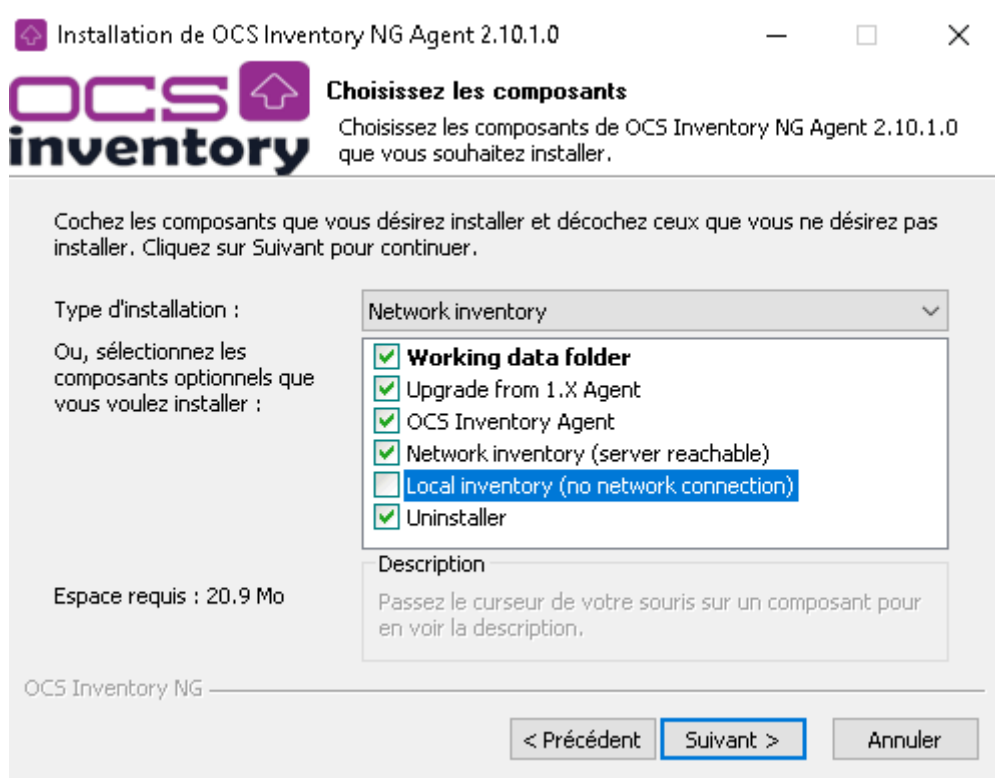 Installation de OCS Inventory NG Agent 2.10.1.0
OCS
inventory
Choisissez les composants
Choisissez les composants de OCS Inventory NG Agent 2.10.1.0
que vous souhaitez installer.
Cochez les composants que vous désirez installer et décochez ceux que vous ne désirez pas
installer. Cliquez sur Suivant pour continuer.
Type d'installation :
Network inventory
Ou, sélectionnez les
composants optionnels que
vous voulez installer :
Working data folder
Upgrade from 1.X Agent
OCS Inventory Agent
Network inventory (server reachable)
Local inventory (no network connection)
Uninstaller
Espace requis : 20.9 Mo
Description
Passez le curseur de votre souris sur un composant pour
en voir la description.
OCS Inventory NG
< Précédent
Suivant >
Annuler